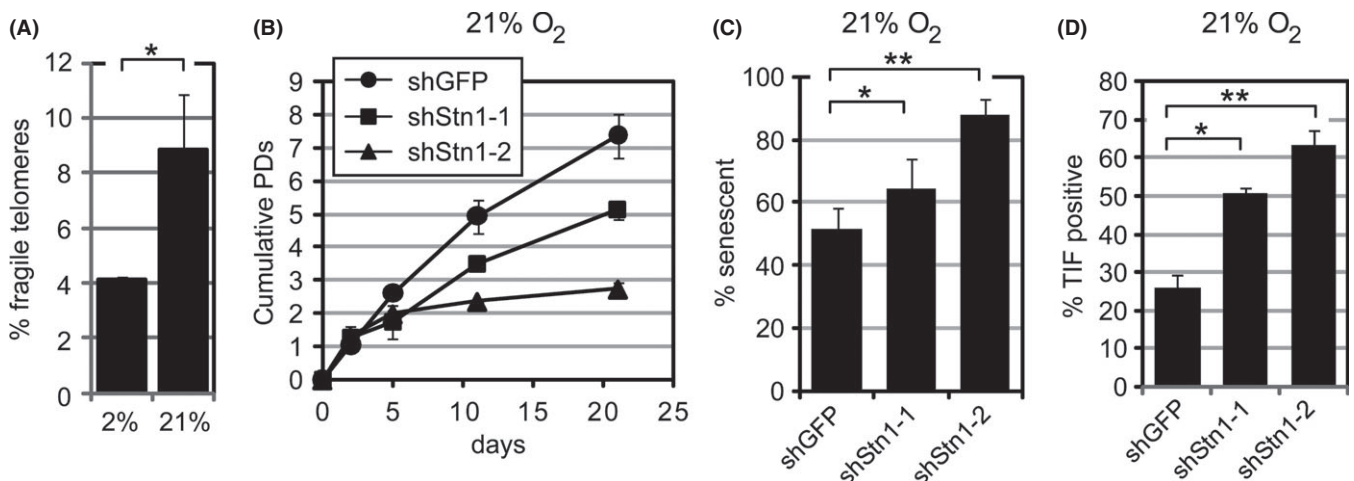 (A)
*
% fragile telomeres
12
10
8
6
4
2
0
2% 21%
(B)
21% O₂
shGFP
shStn1-1
shStn1-2
Cumulative PDs
9
8
7
6
5
4
3
2
1
0
0 5 10 15 20 25
days
(C)
21% O₂
**
*
% senescent
100
80
60
40
20
0
shGFP
shStn1-1
shStn1-2
(D)
21% O₂
**
*
% TIF positive
80
70
60
50
40
30
20
10
0
shGFP
shStn1-1
shStn1-2